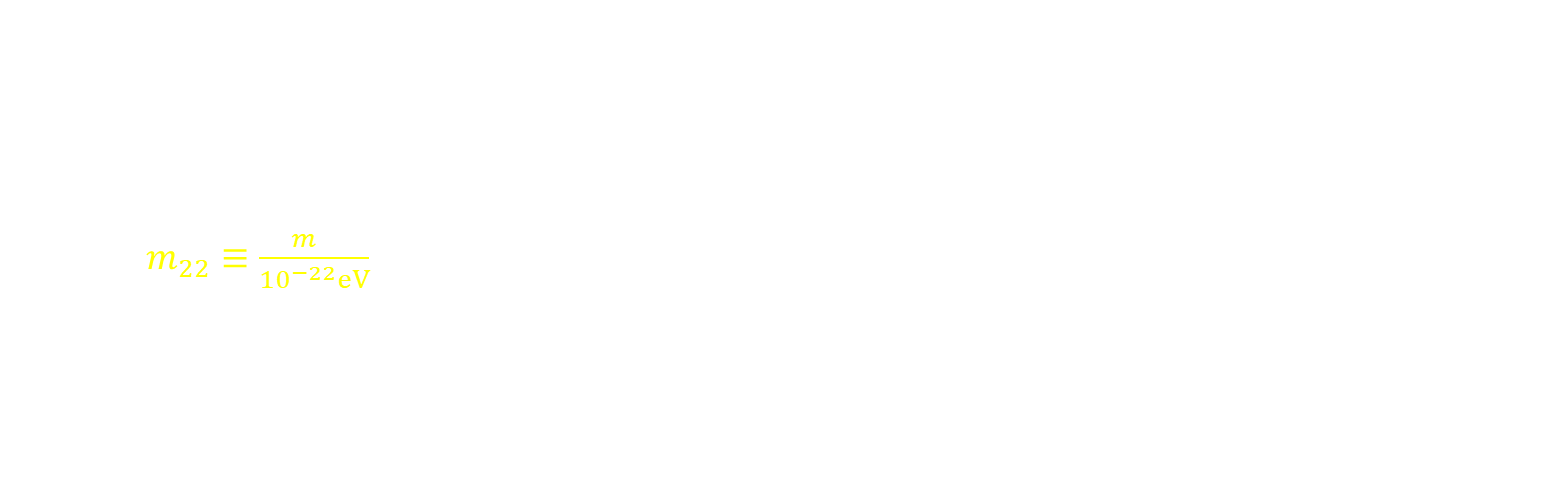 m₂₂ ≡ m / 10⁻²²eV